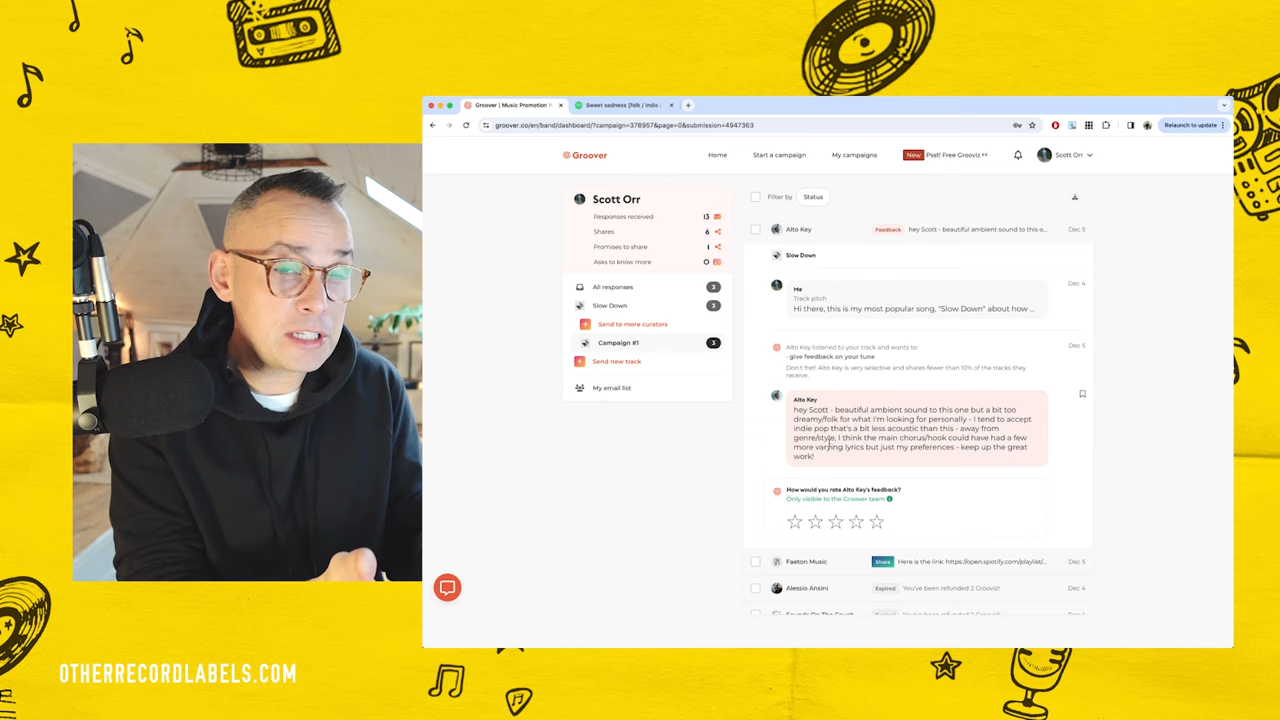 Groover | Music Promotion W
Sweet sadness [folk / indie /
groover.co/en/band/dashboard/?campaign=378957&page=0&submission=4947363
Relaunch to update
Groover
Home
Start a campaign
My campaigns
New
Psst! Free Grooviz 👀
Scott Orr
Scott Orr
Responses received 13
Shares 6
Promises to share 1
Asks to know more 0
All responses 3
Slow Down 3
Send to more curators
Campaign #1 3
Send new track
My email list
Filter by
Status
Alto Key
Feedback
hey Scott - beautiful ambient sound to this o...
Dec 5
Slow Down
Me
Track pitch
Hi there, this is my most popular song, "Slow Down" about how ...
Dec 4
Alto Key listened to your track and wants to:
- give feedback on your tune
Don't fret! Alto Key is very selective and shares fewer than 10% of the tracks they
receive.
Dec 5
Alto Key
hey Scott - beautiful ambient sound to this one but a bit too
dreamy/folk for what I'm looking for personally - I tend to accept
indie pop that's a bit less acoustic than this - away from
genre/style, I think the main chorus/hook could have had a few
more varying lyrics but just my preferences - keep up the great
work!
How would you rate Alto Key's feedback?
Only visible to the Groover team
Faeton Music
Share
Here is the link: https://open.spotify.com/playlist/...
Dec 5
Alessio Ansini
Expired
You've been refunded 2 Grooviz!
Dec 4
OTHERRECORDLABELS.COM